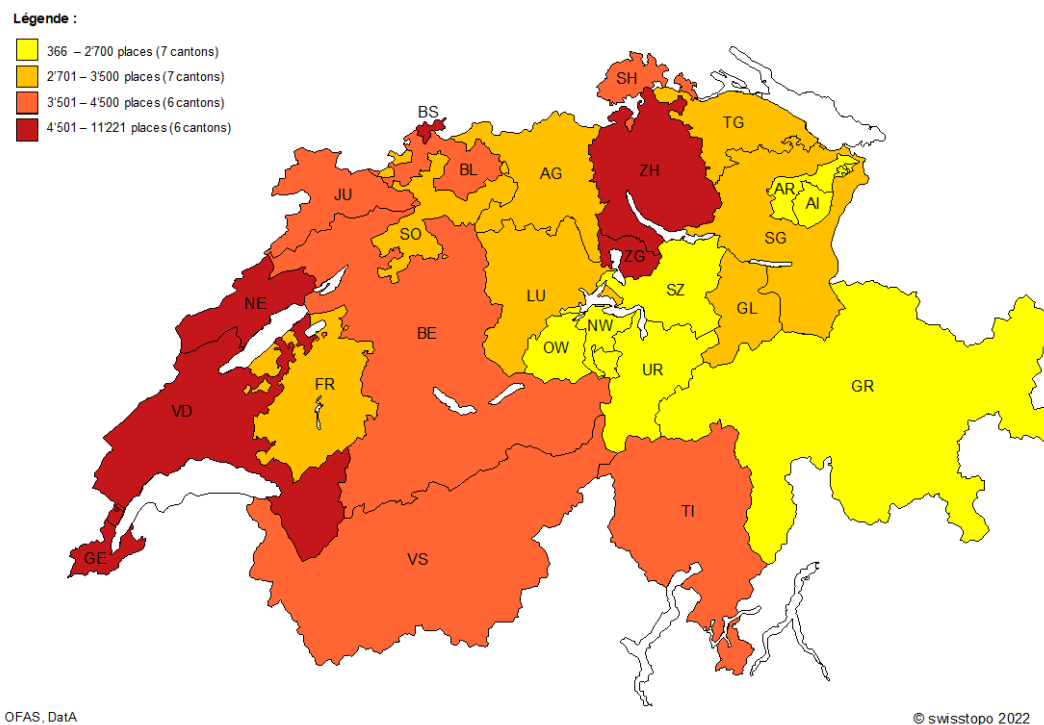 Légende :
366 – 2'700 places (7 cantons)
2'701 – 3'500 places (7 cantons)
3'501 – 4'500 places (6 cantons)
4'501 – 11'221 places (6 cantons)
SH
BS
TG
BL
AG
ZH
JU
AR
AI
SO
SG
ZG
SZ
NE
LU
GL
BE
NW
OW
UR
FR
GR
VD
TI
GE
VS
OFAS, DatA
© swisstopo 2022